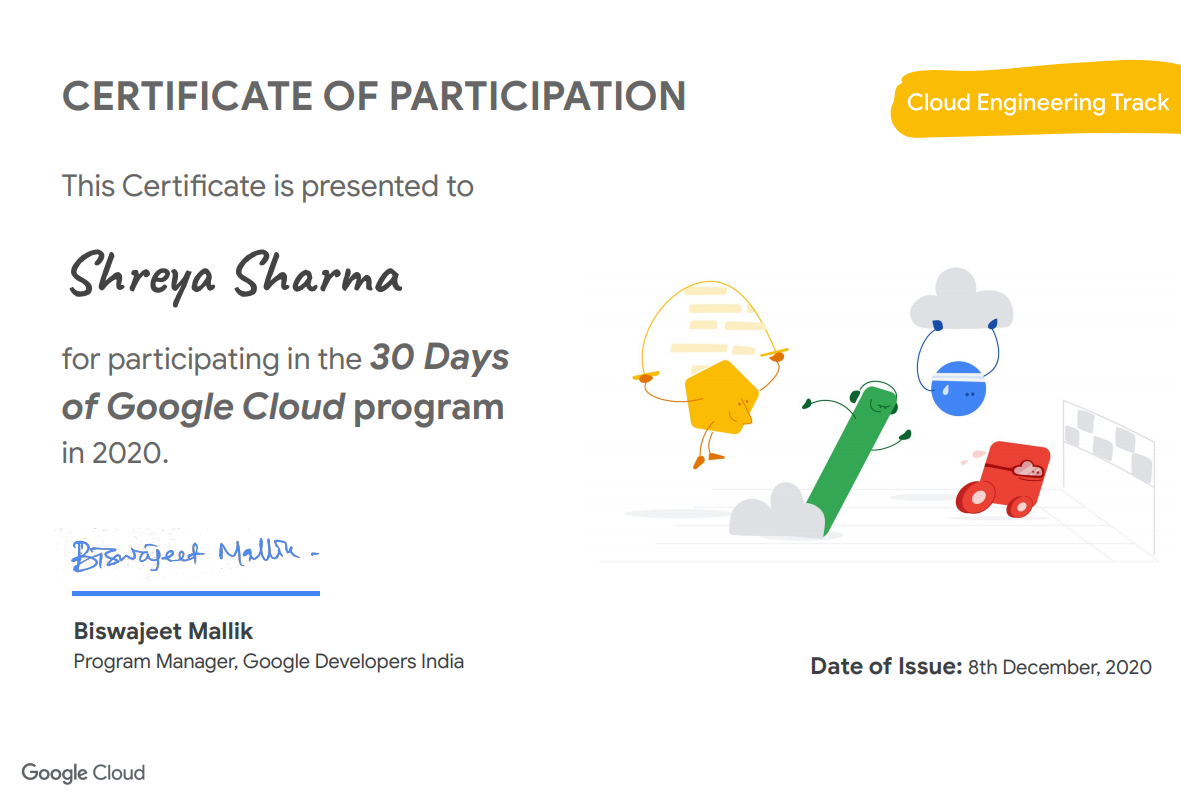 CERTIFICATE OF PARTICIPATION
Cloud Engineering Track
This Certificate is presented to
Shreya Sharma
for participating in the 30 Days
of Google Cloud program
in 2020.
Biswajeet Mallik -
Biswajeet Mallik
Program Manager, Google Developers India
Date of Issue: 8th December, 2020
Google Cloud